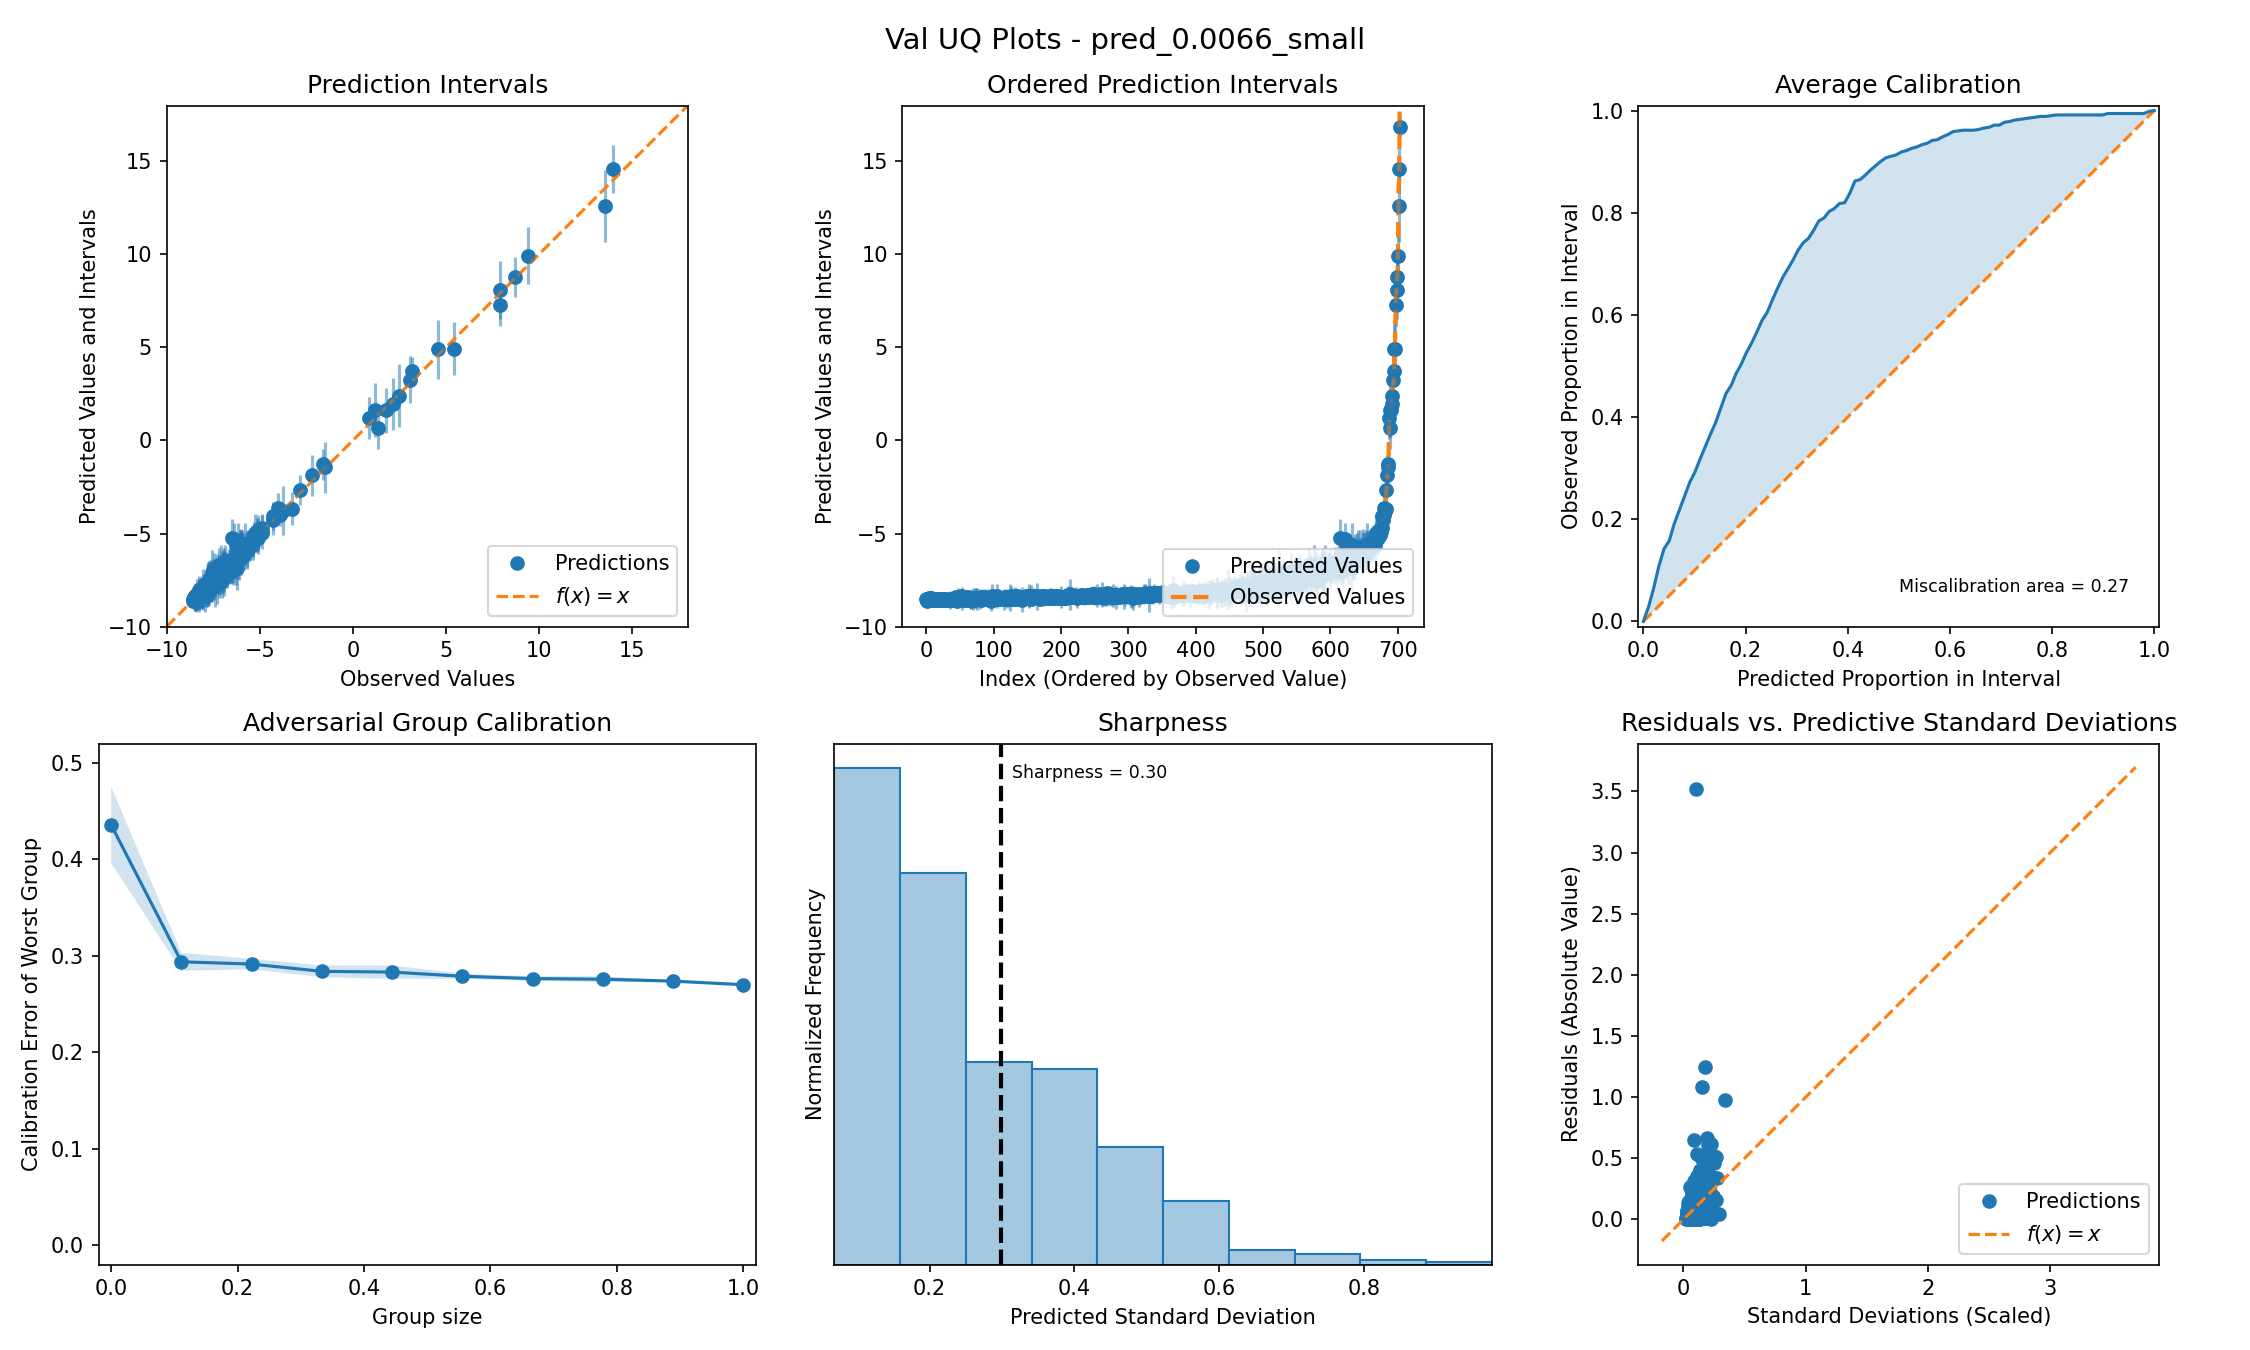 Val UQ Plots - pred_0.0066_small
Prediction Intervals
Predicted Values and Intervals
15
10
5
0
−5
−10
−10 −5 0 5 10 15
Observed Values
Predictions
f(x) = x
Ordered Prediction Intervals
Predicted Values and Intervals
15
10
5
0
−5
−10
0 100 200 300 400 500 600 700
Index (Ordered by Observed Value)
Predicted Values
Observed Values
Average Calibration
Observed Proportion in Interval
1.0
0.8
0.6
0.4
0.2
0.0
0.0 0.2 0.4 0.6 0.8 1.0
Predicted Proportion in Interval
Miscalibration area = 0.27
Adversarial Group Calibration
Calibration Error of Worst Group
0.5
0.4
0.3
0.2
0.1
0.0
0.0 0.2 0.4 0.6 0.8 1.0
Group size
Sharpness
Normalized Frequency
Sharpness = 0.30
0.2 0.4 0.6 0.8
Predicted Standard Deviation
Residuals vs. Predictive Standard Deviations
Residuals (Absolute Value)
3.5
3.0
2.5
2.0
1.5
1.0
0.5
0.0
0 1 2 3
Standard Deviations (Scaled)
Predictions
f(x) = x